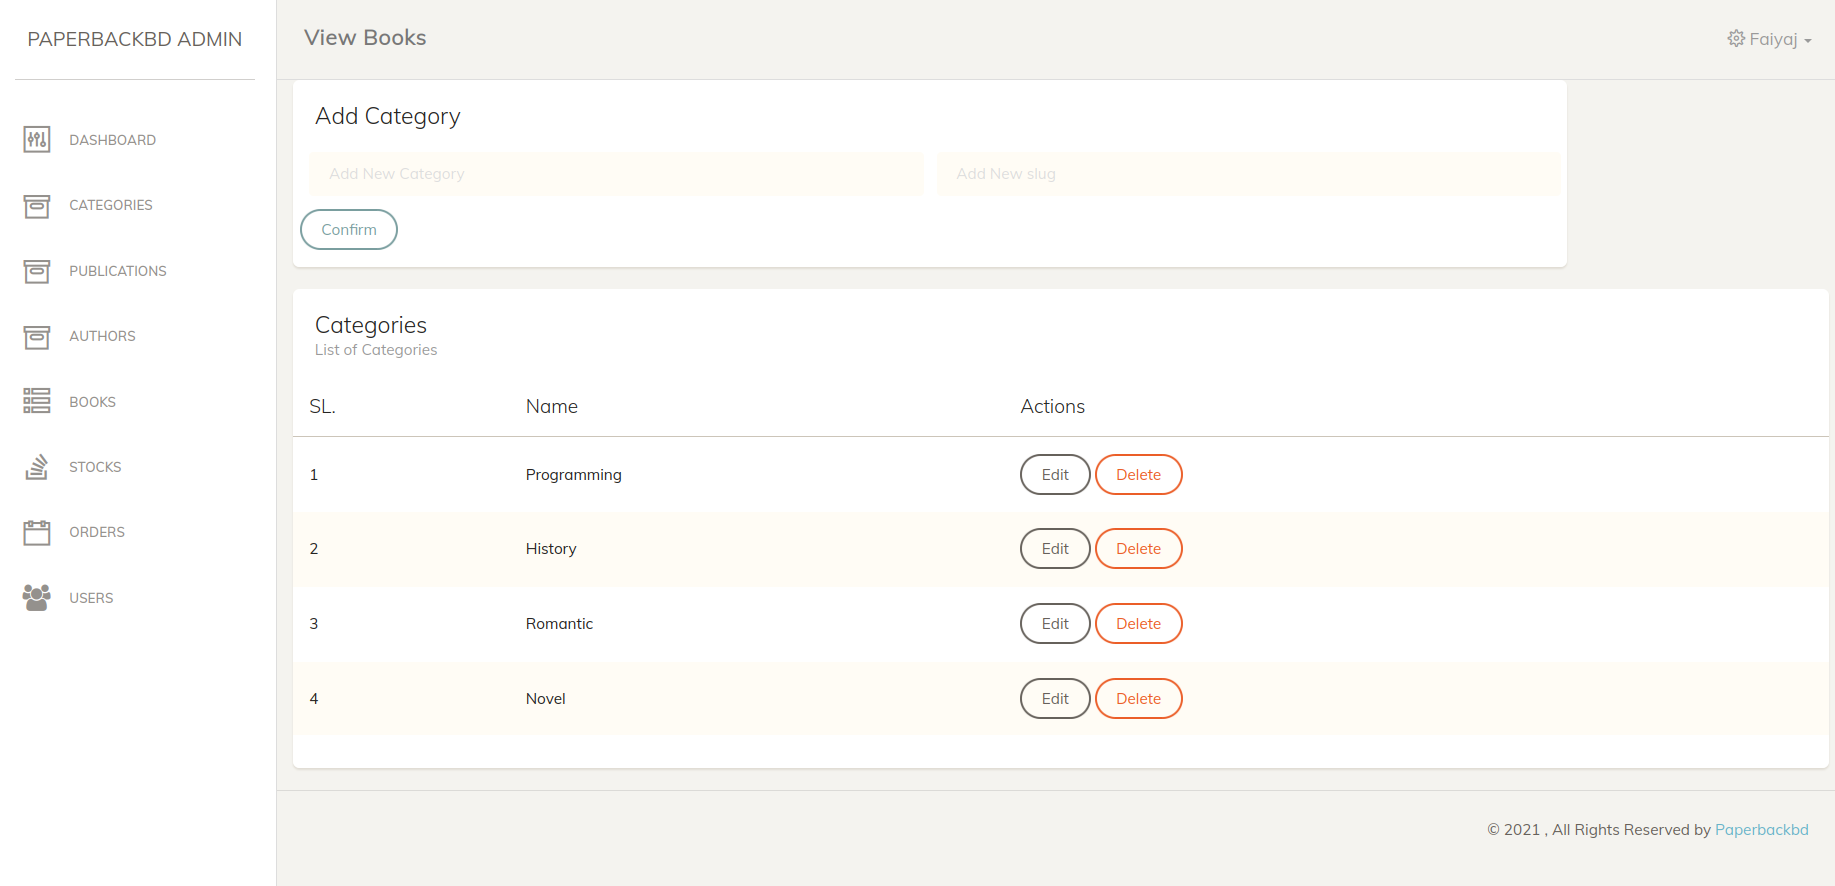 PAPERBACKBD ADMIN
DASHBOARD
CATEGORIES
PUBLICATIONS
AUTHORS
BOOKS
STOCKS
ORDERS
USERS
View Books
Faiyaj
Add Category
Add New Category
Add New slug
Confirm
Categories
List of Categories
SL. Name Actions
1 Programming Edit Delete
2 History Edit Delete
3 Romantic Edit Delete
4 Novel Edit Delete
© 2021 , All Rights Reserved by Paperbackbd